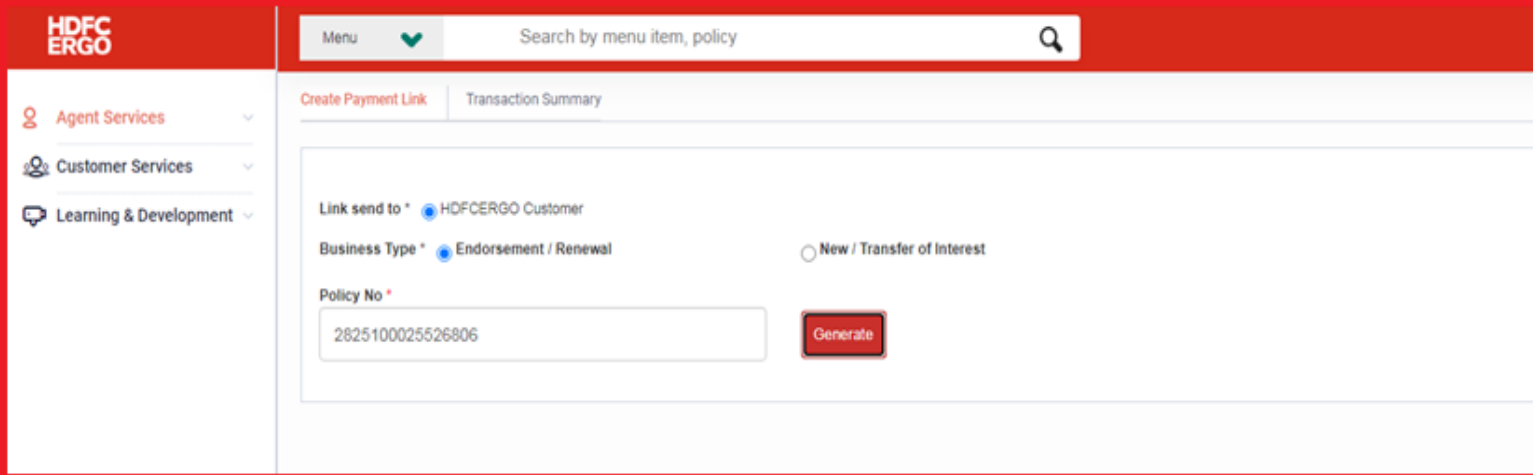 HDFC
ERGO
Menu
Search by menu item, policy
Create Payment Link
Transaction Summary
Agent Services
Customer Services
Learning & Development
Link send to * HDFCERGO Customer
Business Type * Endorsement / Renewal New / Transfer of Interest
Policy No *
2825100025526806
Generate